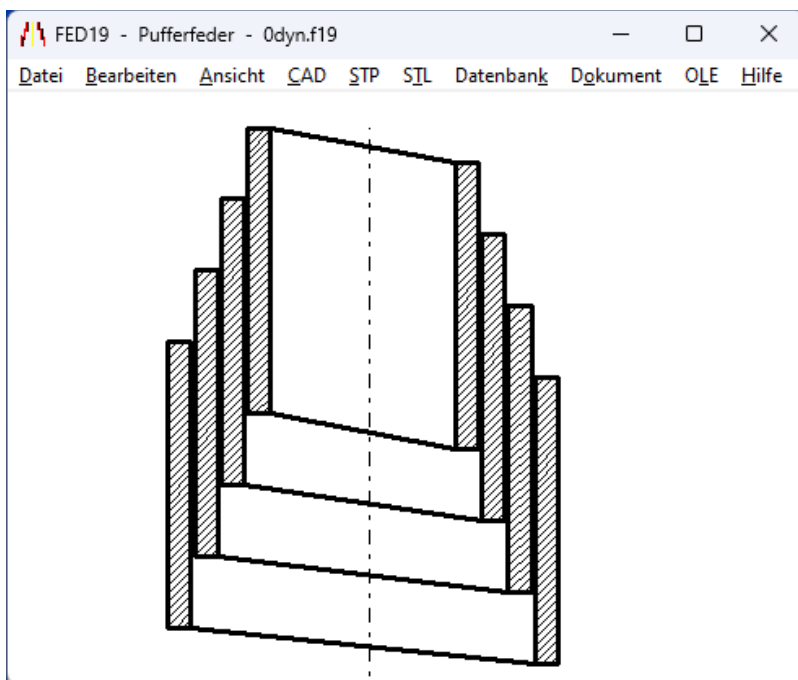 FED19 - Pufferfeder - 0dyn.f19
Datei Bearbeiten Ansicht CAD STP STL Datenbank Dokument OLE Hilfe